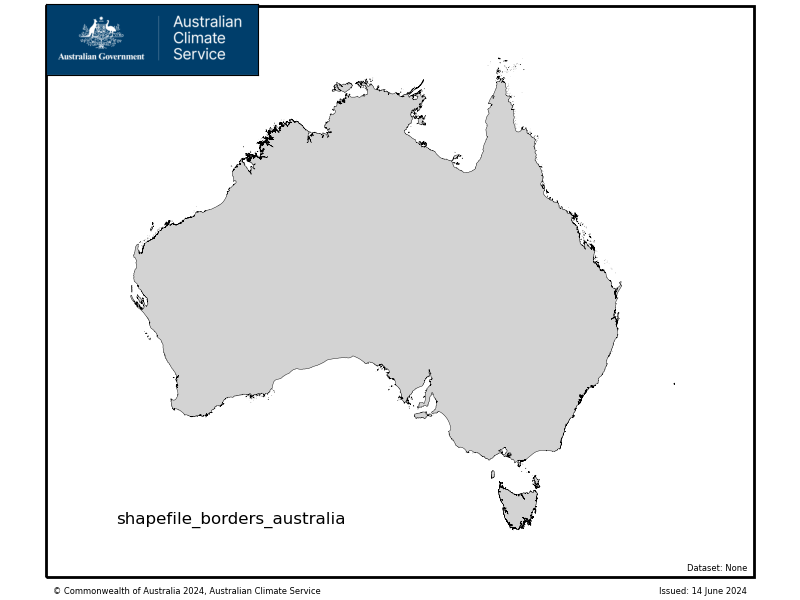 Australian Government
Australian
Climate
Service
shapefile_borders_australia
Dataset: None
© Commonwealth of Australia 2024, Australian Climate Service
Issued: 14 June 2024